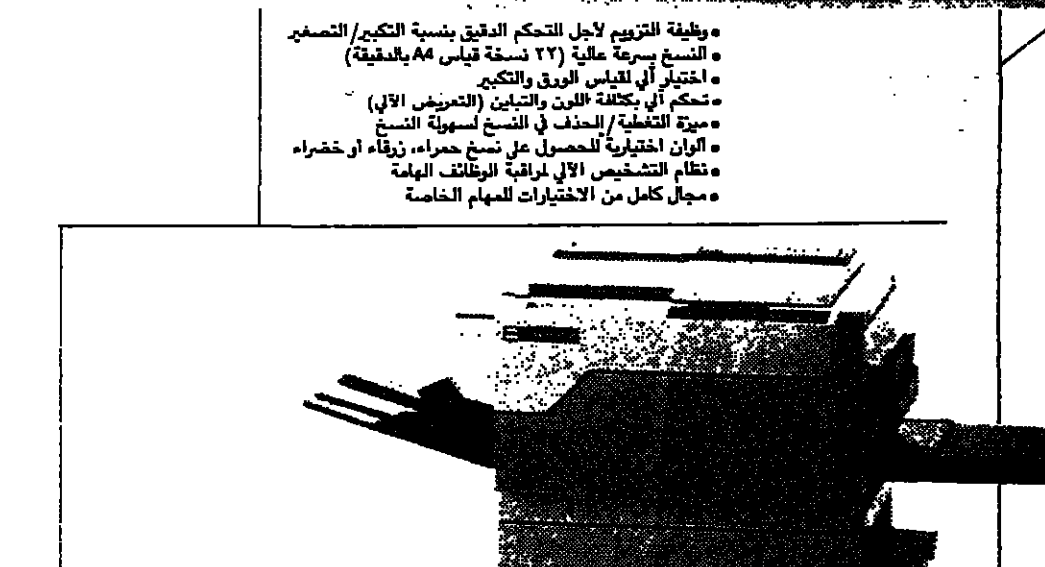 • وظيفة التزويم لأجل التحكم الدقيق بنسبة التكبير/التصغير
• النسخ بسرعة عالية (٢٢ نسخة قياس A4 بالدقيقة)
• اختيار آلي لقياس الورق والتكبير
• تحكم آلي بكثافة اللون والتباين (التعريض الآلي)
• ميزة التغطية/الحذف في النسخ لسهولة النسخ
• ألوان اختيارية للحصول على نسخ حمراء، زرقاء أو خضراء
• نظام التشخيص الآلي لمراقبة الوظائف الهامة
• مجال كامل من الاختيارات للمهام الخاصة